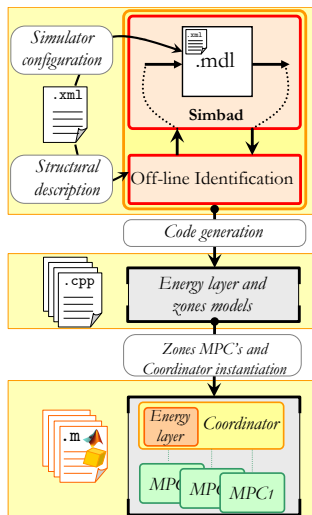 Simulator
configuration
.xml
.mdl
Simbad
.xml
Structural
description
Off-line Identification
Code generation
.cpp
Energy layer and
zones models
Zones MPC's and
Coordinator instantiation
.m
Energy
layer
Coordinator
MPC
MPC
MPC1